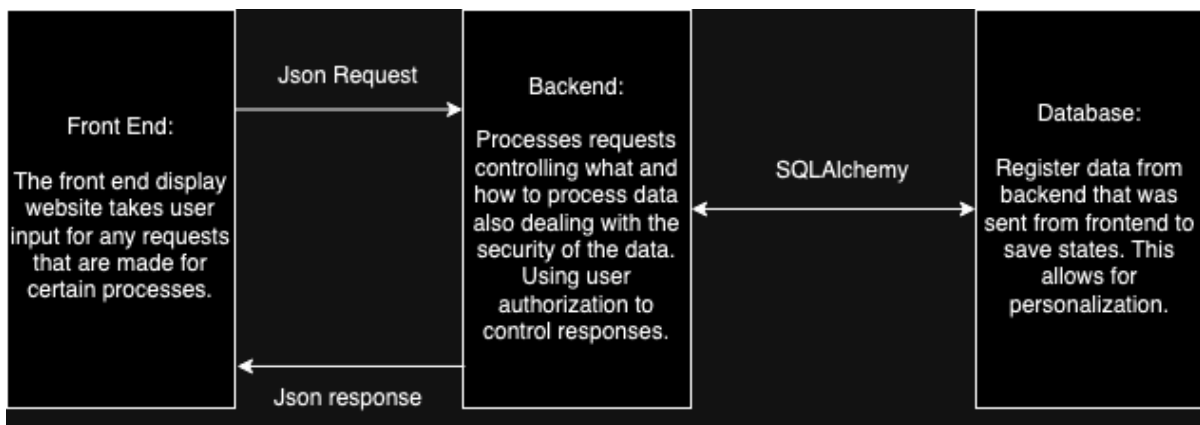 Front End:
The front end display
website takes user
input for any requests
that are made for
certain processes.
Json Request
Json response
Backend:
Processes requests
controlling what and
how to process data
also dealing with the
security of the data.
Using user
authorization to
control responses.
SQLAlchemy
Database:
Register data from
backend that was
sent from frontend to
save states. This
allows for
personalization.